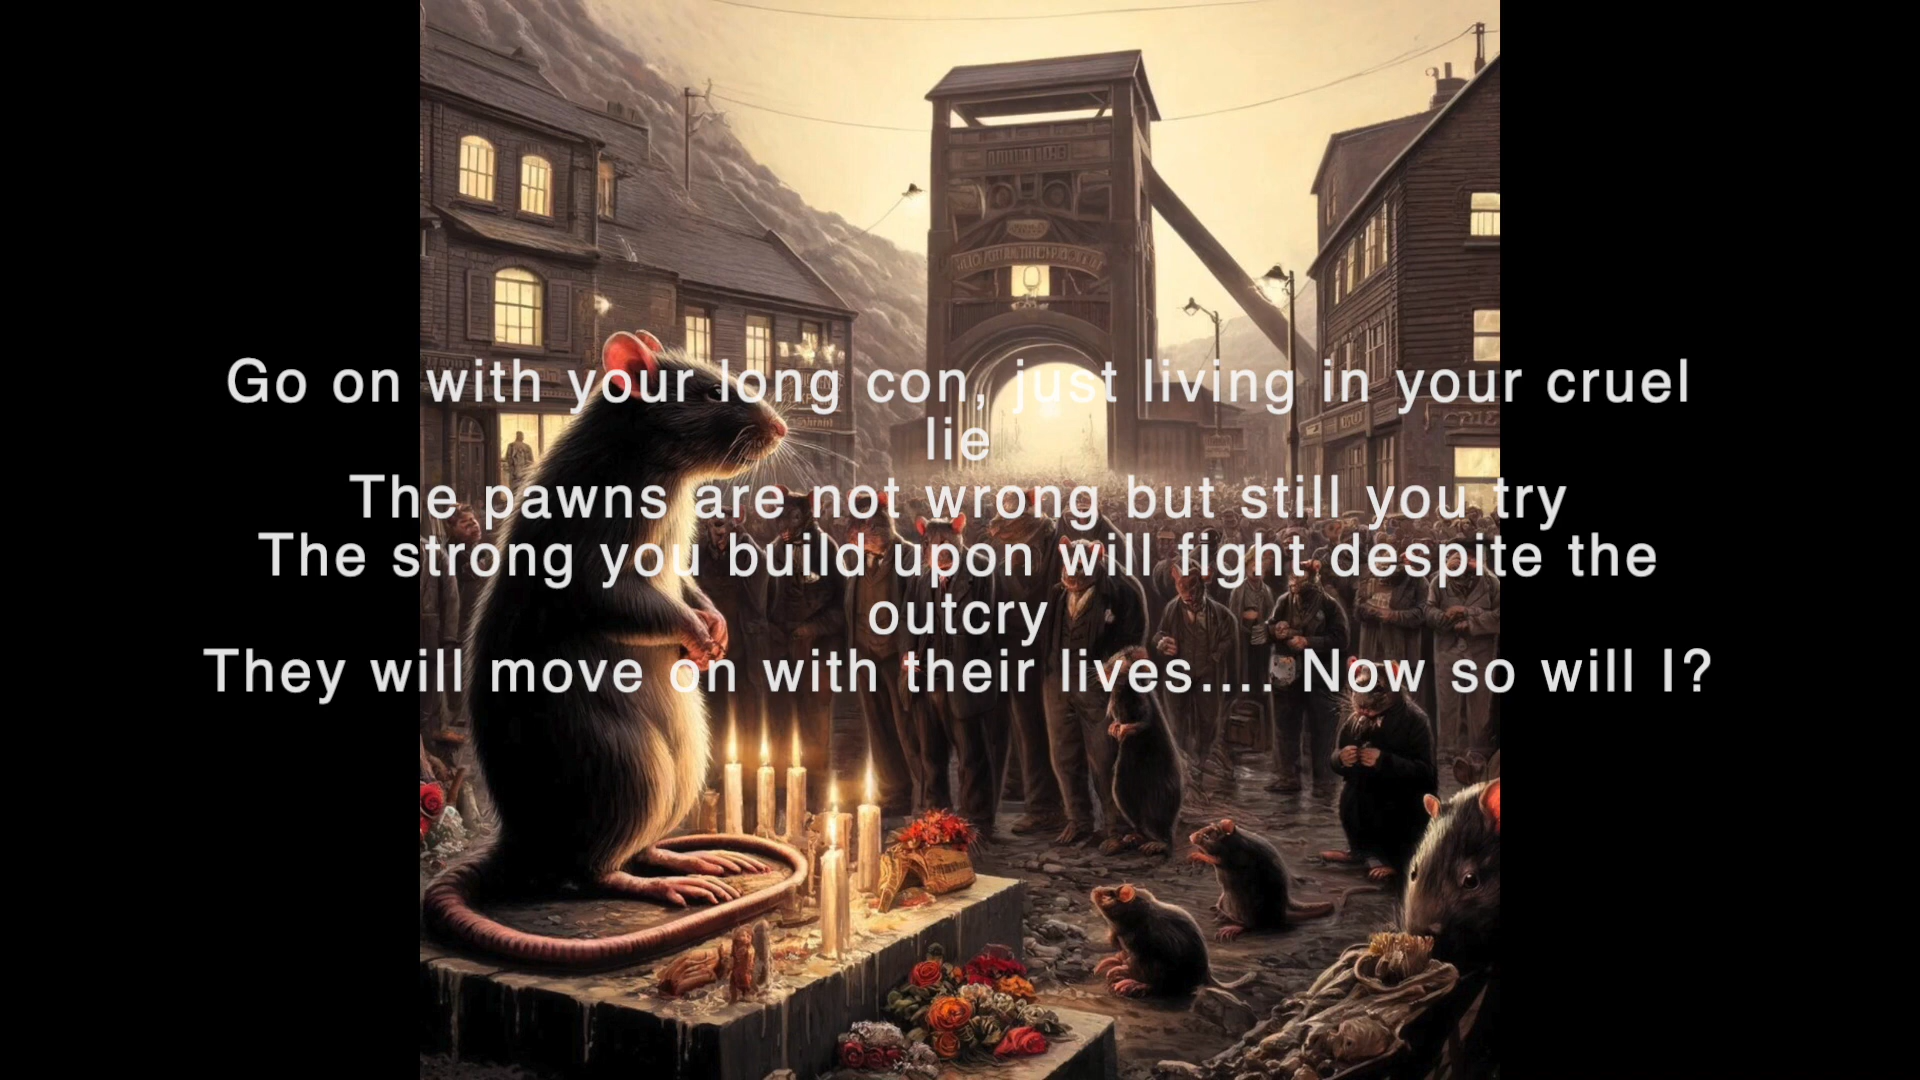 Go on with your long con, just living in your cruel
lie
The pawns are not wrong but still you try
The strong you build upon will fight despite the
outcry
They will move on with their lives.... Now so will I?